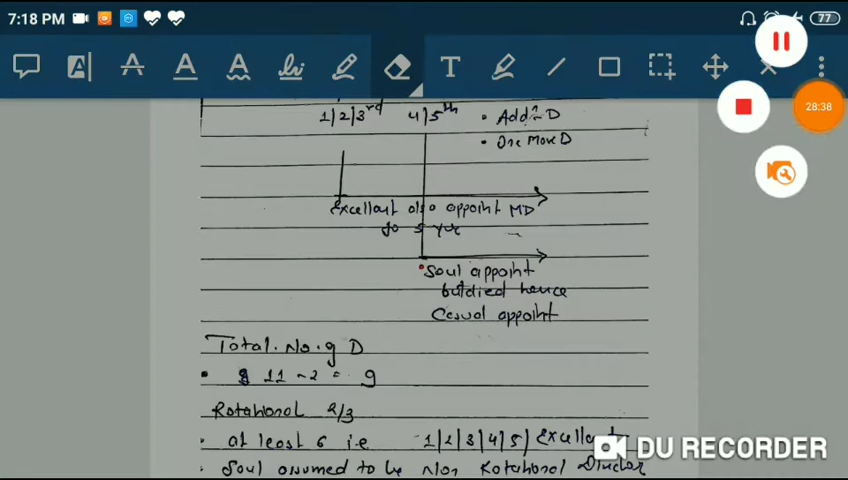 7:18 PM
77
28:38
1|2|3rd 4|5th • Addn D
• One More D
Excellent also appoint MD
for 5 yrs
Soul appoint
but died hence
Casual appoint
Total. No. of D
• 11 - 2 = 9
Rotational 2/3
• at least 6 i.e 1|2|3|4|5| Excellent
• Soul assumed to be Non Rotational Director
DU RECORDER